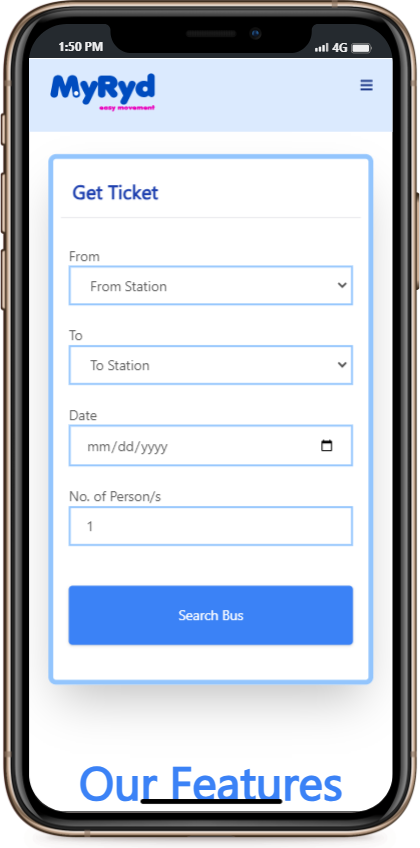 1:50 PM
4G
MyRyd
easy movement
Get Ticket
From
From Station
To
To Station
Date
mm/dd/yyyy
No. of Person/s
1
Search Bus
Our Features